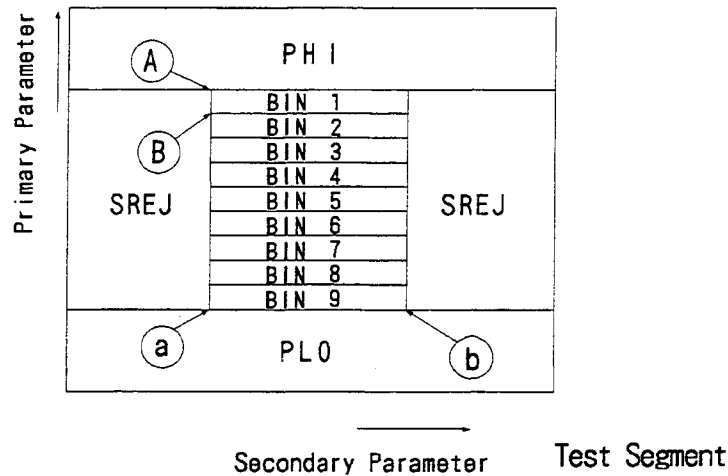 PHI
A
BIN 1
B
BIN 2
BIN 3
BIN 4
SREJ
BIN 5
SREJ
BIN 6
BIN 7
BIN 8
BIN 9
a
PLO
b
Primary Parameter
Secondary Parameter
Test Segment